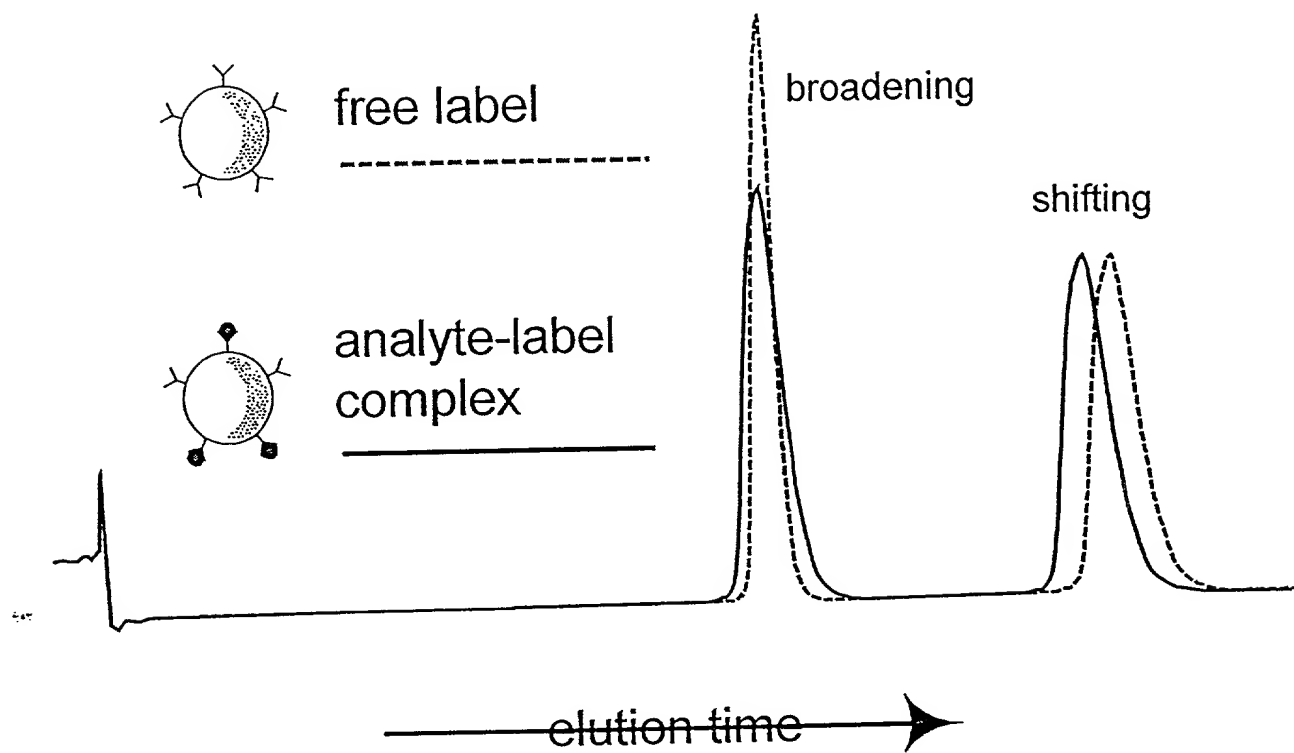 free label
broadening
shifting
analyte-label
complex
elution time